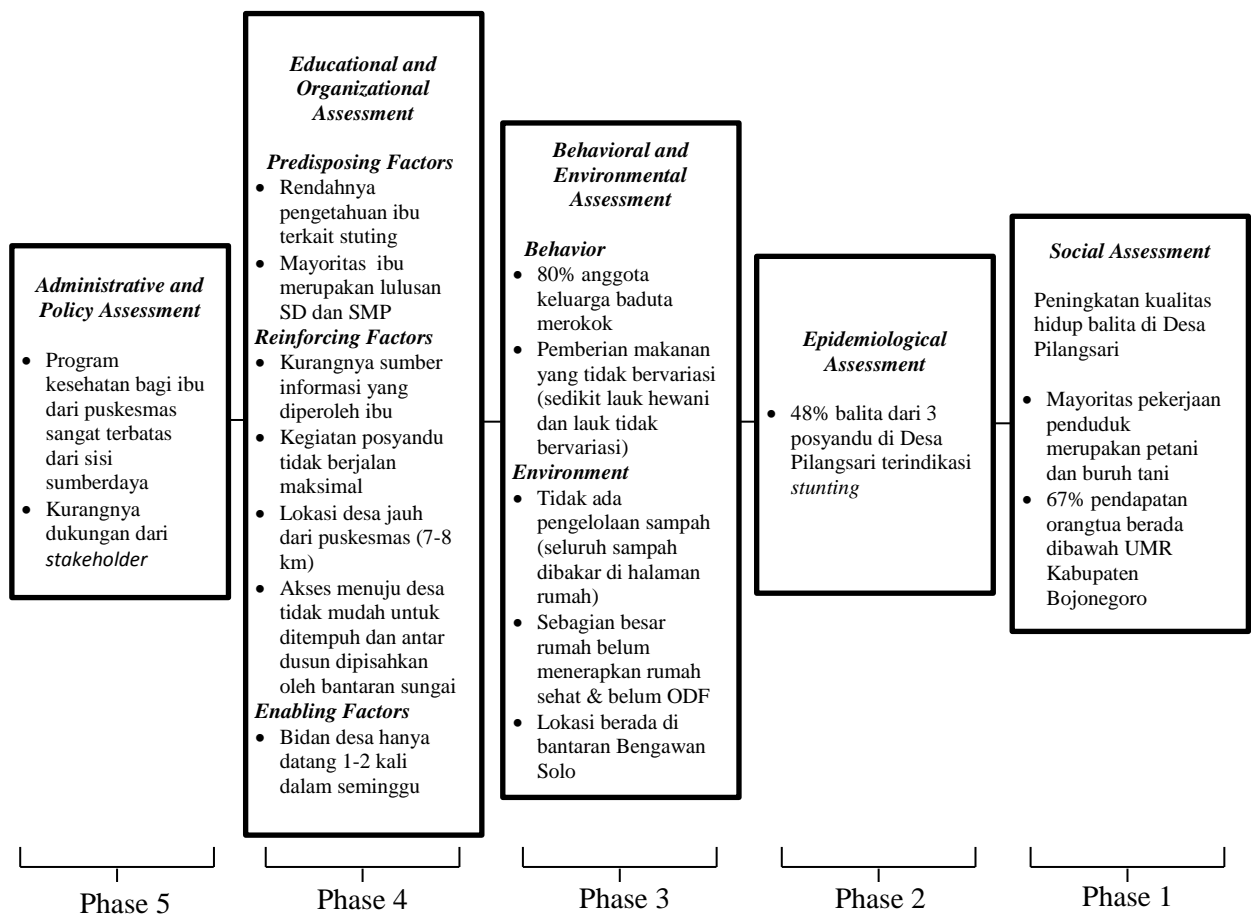 Administrative and
Policy Assessment
• Program
kesehatan bagi ibu
dari puskesmas
sangat terbatas
dari sisi
sumberdaya
• Kurangnya
dukungan dari
stakeholder
Educational and
Organizational
Assessment
Predisposing Factors
• Rendahnya
pengetahuan ibu
terkait stuting
• Mayoritas ibu
merupakan lulusan
SD dan SMP
Reinforcing Factors
• Kurangnya sumber
informasi yang
diperoleh ibu
• Kegiatan posyandu
tidak berjalan
maksimal
• Lokasi desa jauh
dari puskesmas (7-8
km)
• Akses menuju desa
tidak mudah untuk
ditempuh dan antar
dusun dipisahkan
oleh bantaran sungai
Enabling Factors
• Bidan desa hanya
datang 1-2 kali
dalam seminggu
Behavioral and
Environmental
Assessment
Behavior
• 80% anggota
keluarga baduta
merokok
• Pemberian makanan
yang tidak bervariasi
(sedikit lauk hewani
dan lauk tidak
bervariasi)
Environment
• Tidak ada
pengelolaan sampah
(seluruh sampah
dibakar di halaman
rumah)
• Sebagian besar
rumah belum
menerapkan rumah
sehat & belum ODF
• Lokasi berada di
bantaran Bengawan
Solo
Epidemiological
Assessment
• 48% balita dari 3
posyandu di Desa
Pilangsari terindikasi
stunting
Social Assessment
Peningkatan kualitas
hidup balita di Desa
Pilangsari
• Mayoritas pekerjaan
penduduk
merupakan petani
dan buruh tani
• 67% pendapatan
orangtua berada
dibawah UMR
Kabupaten
Bojonegoro
Phase 5
Phase 4
Phase 3
Phase 2
Phase 1